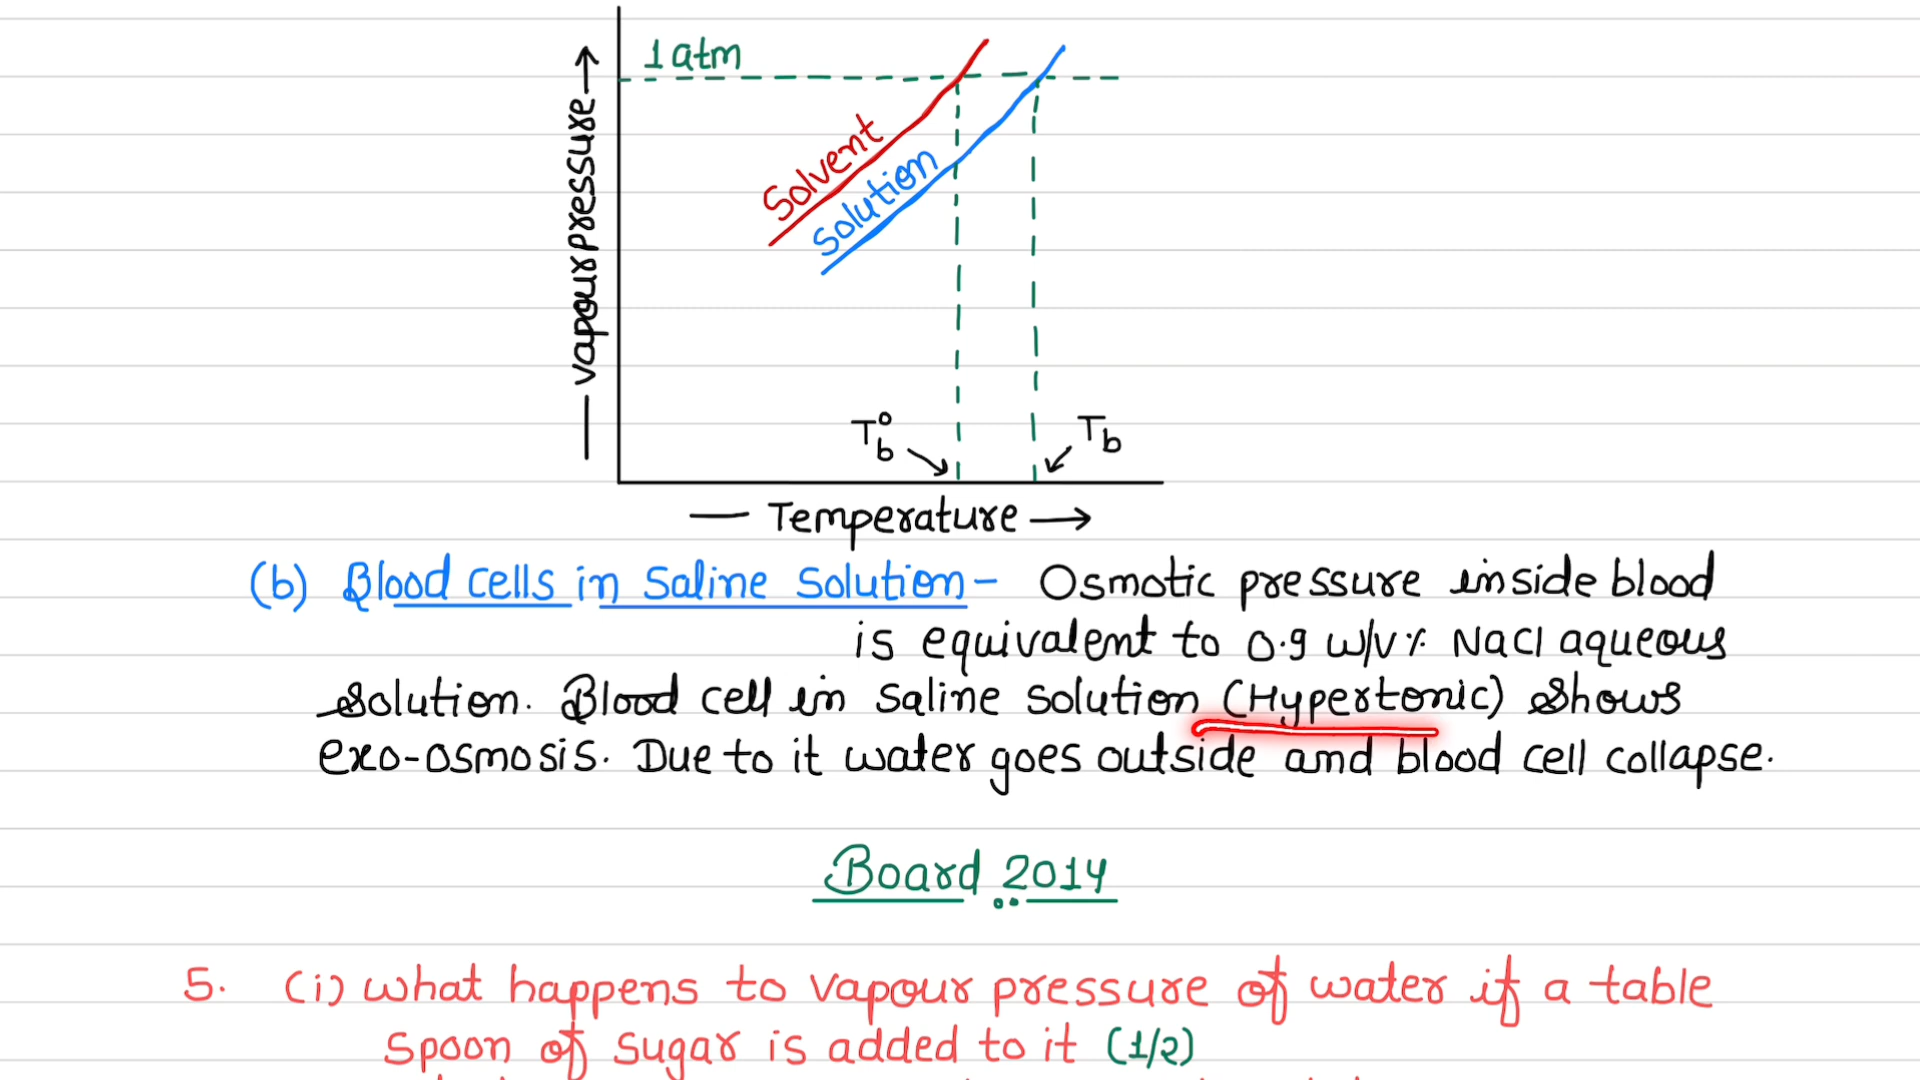 1 atm
— vapour pressure →
Solvent
Solution
T°b
Tb
— Temperature →
(b) Blood cells in Saline Solution - Osmotic pressure inside blood
is equivalent to 0.9 w/v % NaCl aqueous
Solution. Blood cell in Saline Solution (Hypertonic) Shows
exo-osmosis. Due to it water goes outside and blood cell collapse.
Board 2014
5. (i) what happens to vapour pressure of water if a table
spoon of sugar is added to it (1/2)